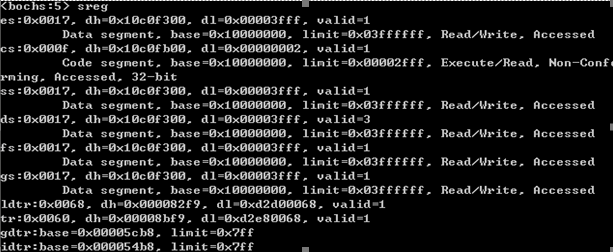 <bochs:5> sreg
es:0x0017, dh=0x10c0f300, dl=0x00003fff, valid=1
Data segment, base=0x10000000, limit=0x03ffffff, Read/Write, Accessed
cs:0x000f, dh=0x10c0fb00, dl=0x00000002, valid=1
Code segment, base=0x10000000, limit=0x00002fff, Execute/Read, Non-Confo
rming, Accessed, 32-bit
ss:0x0017, dh=0x10c0f300, dl=0x00003fff, valid=1
Data segment, base=0x10000000, limit=0x03ffffff, Read/Write, Accessed
ds:0x0017, dh=0x10c0f300, dl=0x00003fff, valid=3
Data segment, base=0x10000000, limit=0x03ffffff, Read/Write, Accessed
fs:0x0017, dh=0x10c0f300, dl=0x00003fff, valid=1
Data segment, base=0x10000000, limit=0x03ffffff, Read/Write, Accessed
gs:0x0017, dh=0x10c0f300, dl=0x00003fff, valid=1
Data segment, base=0x10000000, limit=0x03ffffff, Read/Write, Accessed
ldtr:0x0068, dh=0x000082f9, dl=0xd2d00068, valid=1
tr:0x0060, dh=0x00008bf9, dl=0xd2e80068, valid=1
gdtr:base=0x00005cb8, limit=0x7ff
idtr:base=0x000054b8, limit=0x7ff